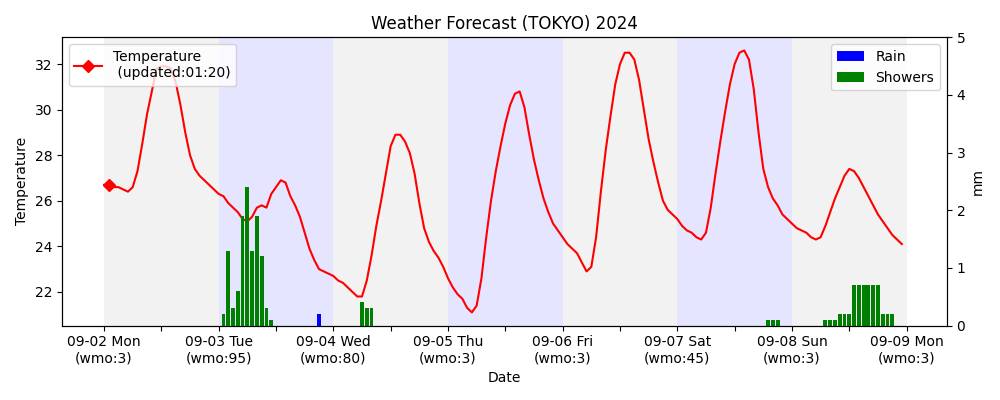 Weather Forecast (TOKYO) 2024
Temperature
(updated:01:20)
Rain
Showers
Temperature
32
30
28
26
24
22
5
4
3
2
1
0
mm
09-02 Mon
(wmo:3)
09-03 Tue
(wmo:95)
09-04 Wed
(wmo:80)
09-05 Thu
(wmo:3)
09-06 Fri
(wmo:3)
09-07 Sat
(wmo:45)
09-08 Sun
(wmo:3)
09-09 Mon
(wmo:3)
Date